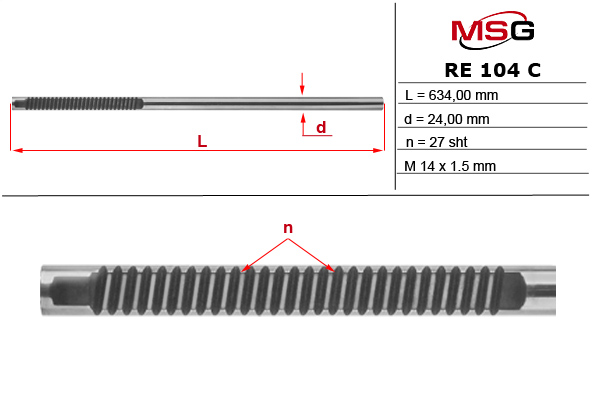 MSG
RE 104 C
L = 634,00 mm
d = 24,00 mm
n = 27 sht
M 14 x 1.5 mm
d
L
n